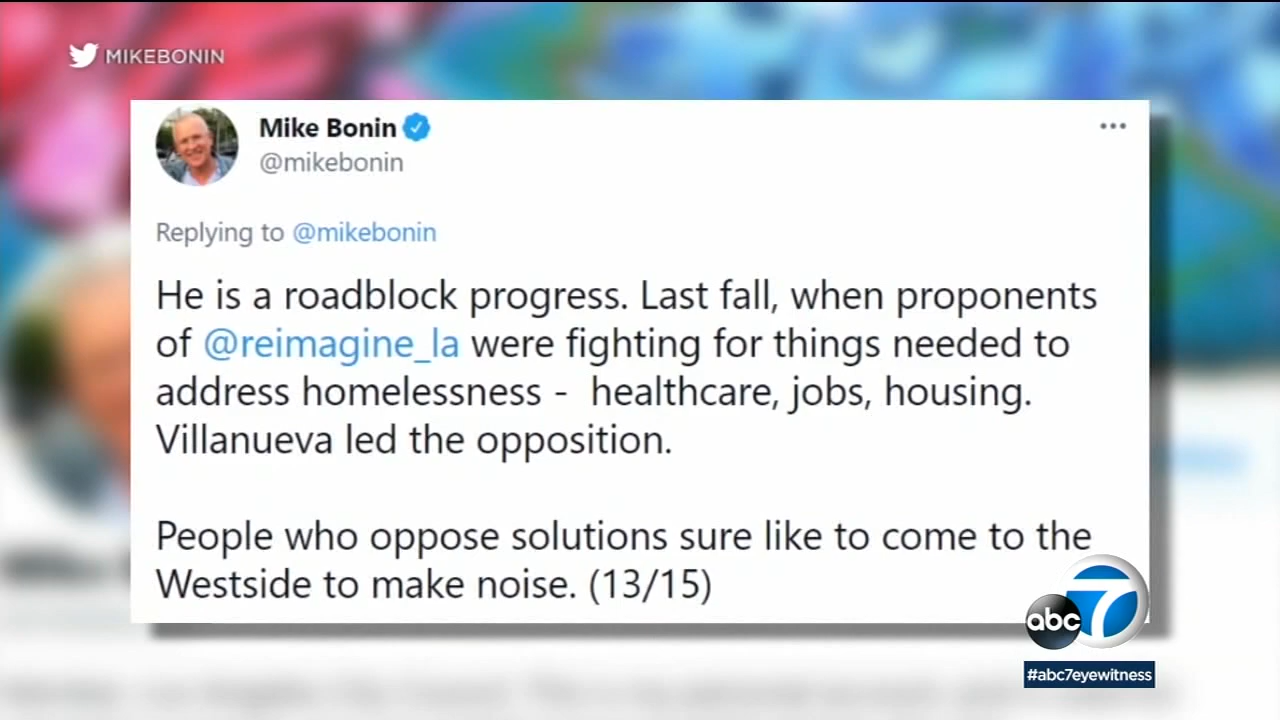 MIKEBONIN
Mike Bonin
@mikebonin
Replying to @mikebonin
He is a roadblock progress. Last fall, when proponents
of @reimagine_la were fighting for things needed to
address homelessness -  healthcare, jobs, housing.
Villanueva led the opposition.
People who oppose solutions sure like to come to the
Westside to make noise. (13/15)
abc 7
#abc7eyewitness